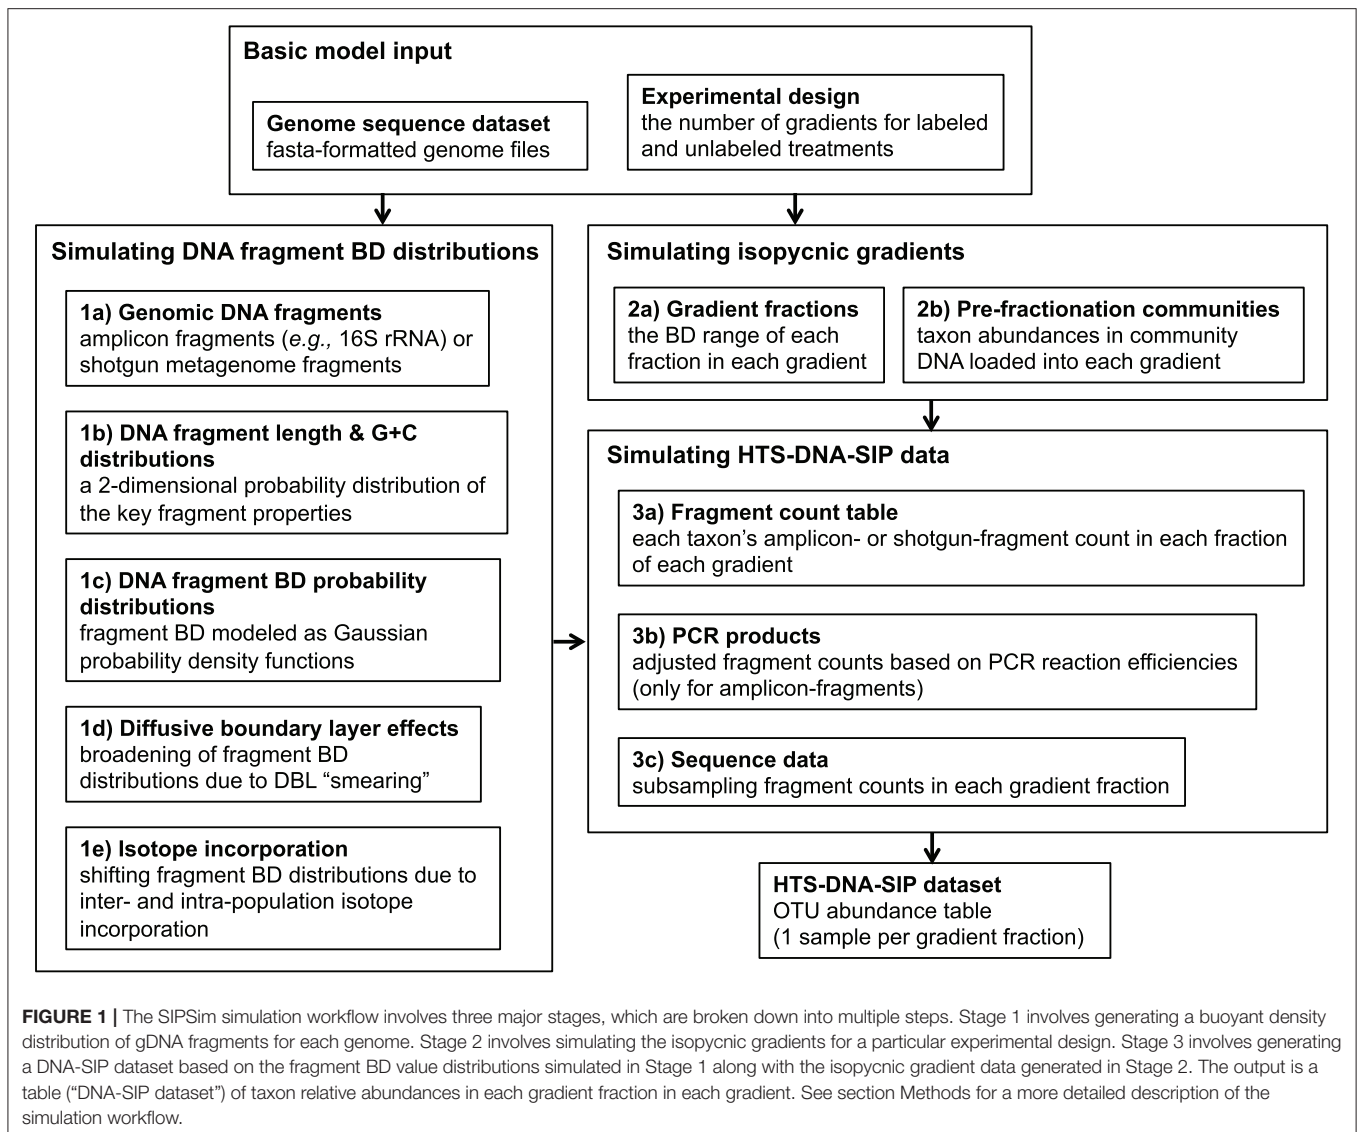 Basic model input
Genome sequence dataset
fasta-formatted genome files
Experimental design
the number of gradients for labeled
and unlabeled treatments
Simulating DNA fragment BD distributions
1a) Genomic DNA fragments
amplicon fragments (e.g., 16S rRNA) or
shotgun metagenome fragments
1b) DNA fragment length & G+C
distributions
a 2-dimensional probability distribution of
the key fragment properties
1c) DNA fragment BD probability
distributions
fragment BD modeled as Gaussian
probability density functions
1d) Diffusive boundary layer effects
broadening of fragment BD
distributions due to DBL “smearing”
1e) Isotope incorporation
shifting fragment BD distributions due to
inter- and intra-population isotope
incorporation
Simulating isopycnic gradients
2a) Gradient fractions
the BD range of each
fraction in each gradient
2b) Pre-fractionation communities
taxon abundances in community
DNA loaded into each gradient
Simulating HTS-DNA-SIP data
3a) Fragment count table
each taxon’s amplicon- or shotgun-fragment count in each fraction
of each gradient
3b) PCR products
adjusted fragment counts based on PCR reaction efficiencies
(only for amplicon-fragments)
3c) Sequence data
subsampling fragment counts in each gradient fraction
HTS-DNA-SIP dataset
OTU abundance table
(1 sample per gradient fraction)
FIGURE 1 | The SIPSim simulation workflow involves three major stages, which are broken down into multiple steps. Stage 1 involves generating a buoyant density
distribution of gDNA fragments for each genome. Stage 2 involves simulating the isopycnic gradients for a particular experimental design. Stage 3 involves generating
a DNA-SIP dataset based on the fragment BD value distributions simulated in Stage 1 along with the isopycnic gradient data generated in Stage 2. The output is a
table (“DNA-SIP dataset”) of taxon relative abundances in each gradient fraction in each gradient. See section Methods for a more detailed description of the
simulation workflow.